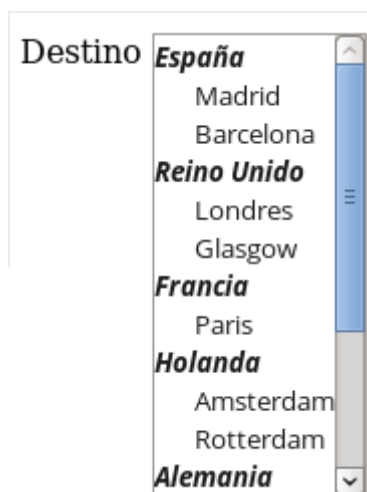 Destino
España
Madrid
Barcelona
Reino Unido
Londres
Glasgow
Francia
Paris
Holanda
Amsterdam
Rotterdam
Alemania